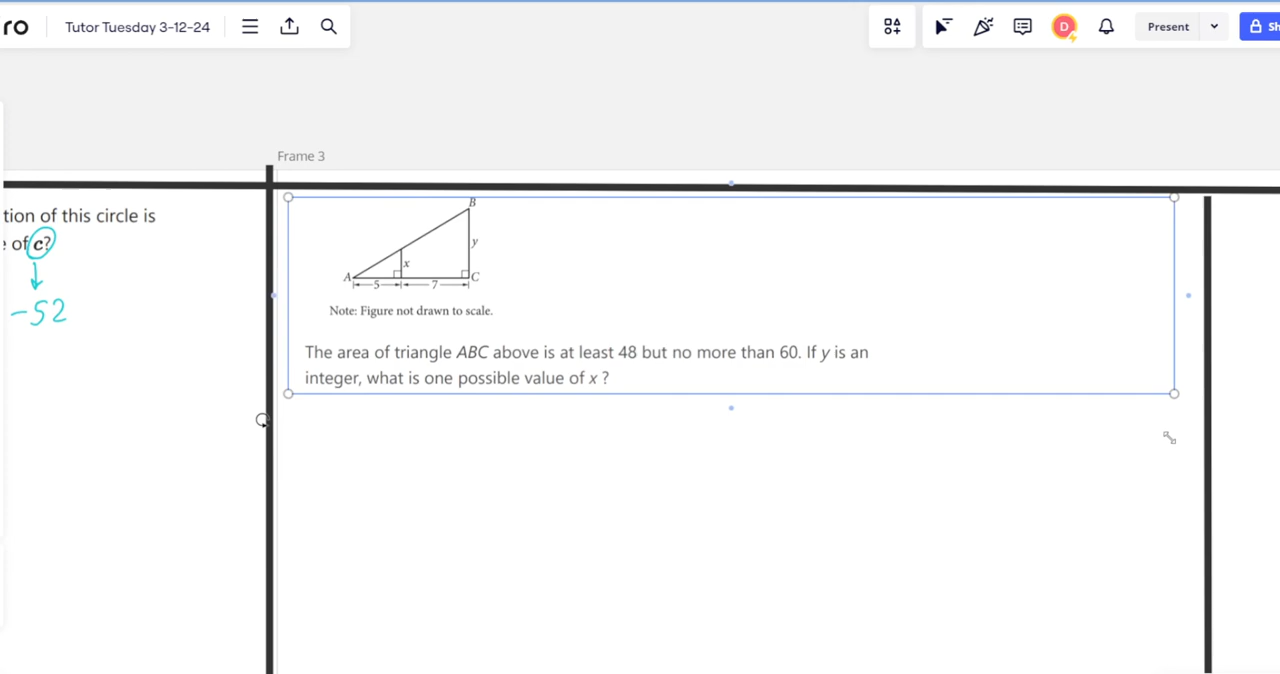 ro
Tutor Tuesday 3-12-24
D
Present
Sh
Frame 3
tion of this circle is
of c?
-52
B
y
x
A
C
5
7
Note: Figure not drawn to scale.
The area of triangle ABC above is at least 48 but no more than 60. If y is an
integer, what is one possible value of x ?